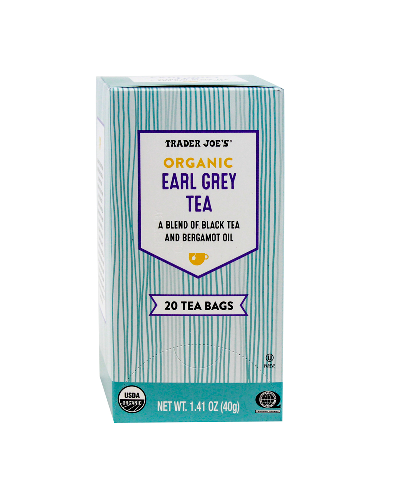 TRADER JOE'S®
ORGANIC
EARL GREY
TEA
A BLEND OF BLACK TEA
AND BERGAMOT OIL
20 TEA BAGS
USDA
ORGANIC
NET WT. 1.41 OZ (40g)